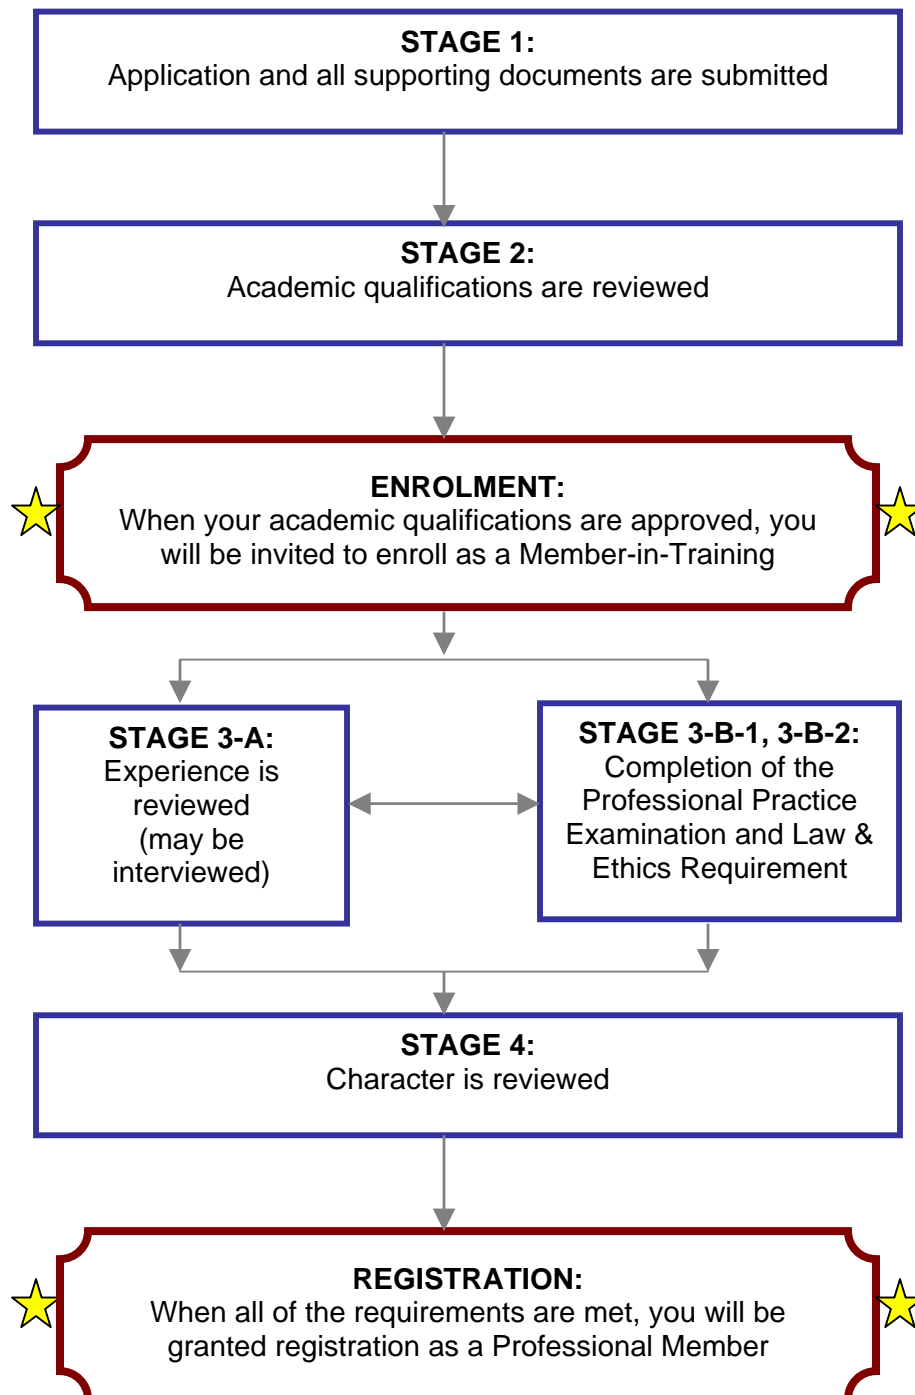 STAGE 1:
Application and all supporting documents are submitted
STAGE 2:
Academic qualifications are reviewed
ENROLMENT:
When your academic qualifications are approved, you
will be invited to enroll as a Member-in-Training
STAGE 3-A:
Experience is
reviewed
(may be
interviewed)
STAGE 3-B-1, 3-B-2:
Completion of the
Professional Practice
Examination and Law &
Ethics Requirement
STAGE 4:
Character is reviewed
REGISTRATION:
When all of the requirements are met, you will be
granted registration as a Professional Member